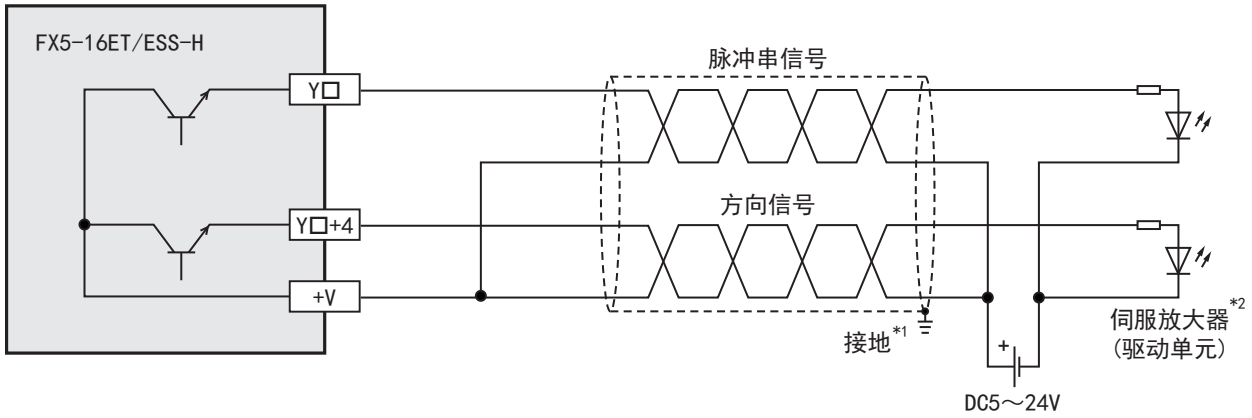 FX5-16ET/ESS-H
脉冲串信号
Y□
方向信号
Y□+4
+V
接地*1
伺服放大器*2
(驱动单元)
+
DC5～24V